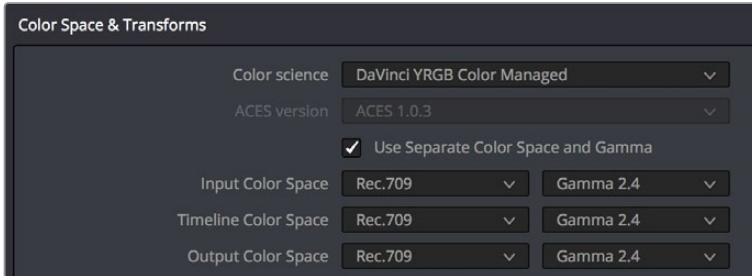 Color Space & Transforms
Color science DaVinci YRGB Color Managed
ACES version ACES 1.0.3
Use Separate Color Space and Gamma
Input Color Space Rec.709 Gamma 2.4
Timeline Color Space Rec.709 Gamma 2.4
Output Color Space Rec.709 Gamma 2.4